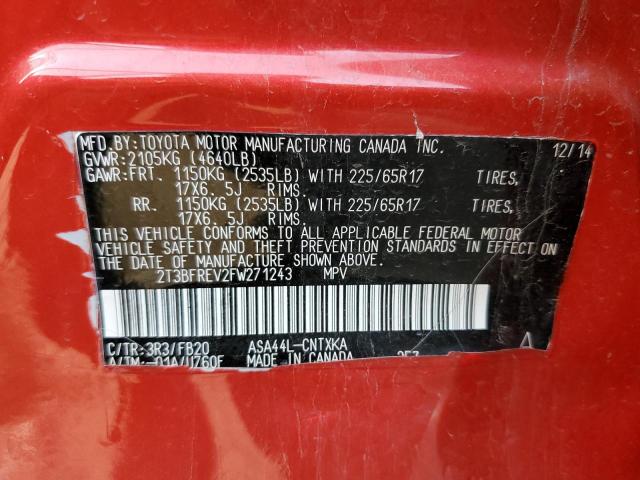 MFD.BY:TOYOTA MOTOR MANUFACTURING CANADA INC. 12/14
GVWR:2105KG (4640LB)
GAWR:FRT. 1150KG (2535LB) WITH 225/65R17 TIRES,
17X6.5J RIMS.
RR. 1150KG (2535LB) WITH 225/65R17 TIRES,
17X6.5J RIMS.
THIS VEHICLE CONFORMS TO ALL APPLICABLE FEDERAL MOTOR
VEHICLE SAFETY AND THEFT PREVENTION STANDARDS IN EFFECT ON
THE DATE OF MANUFACTURE SHOWN ABOVE.
2T3BFREV2FW271243 MPV
C/TR:3R3/FB20 ASA44L-CNTXKA A
A/TM:-01A/U760F MADE IN CANADA